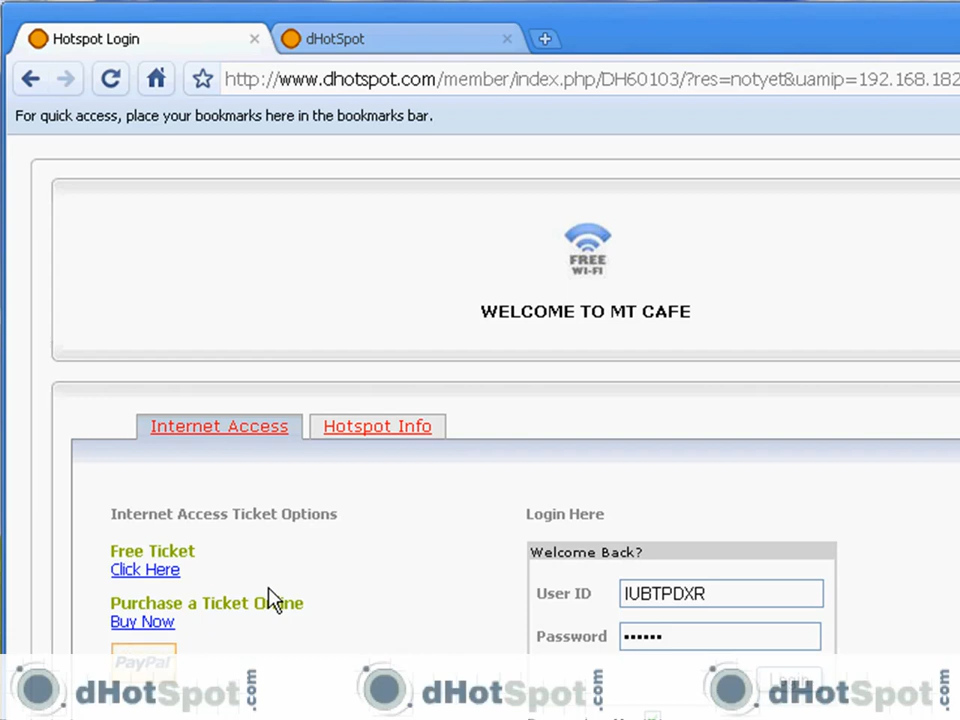 Hotspot Login
dHotSpot
http://www.dhotspot.com/member/index.php/DH60103/?res=notyet&uamip=192.168.182
For quick access, place your bookmarks here in the bookmarks bar.
FREE
WI-FI
WELCOME TO MT CAFE
Internet Access
Hotspot Info
Internet Access Ticket Options
Login Here
Free Ticket
Click Here
Welcome Back?
User ID
IUBTPDXR
Purchase a Ticket Online
Buy Now
Password
••••••
PayPal
dHotSpot.com
dHotSpot.com
dHotSpot.com